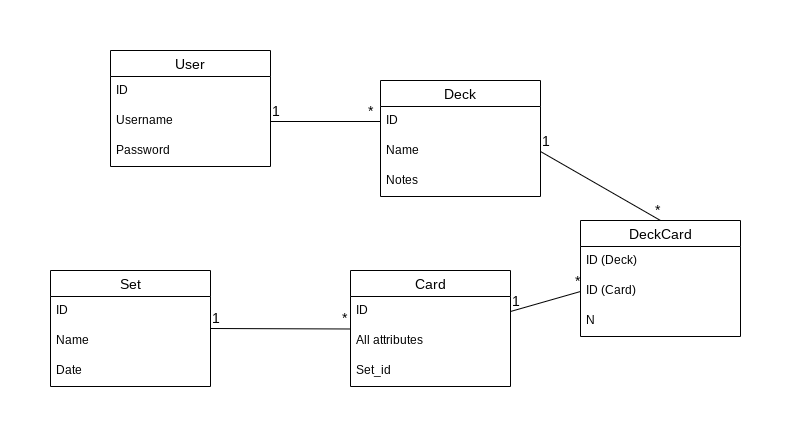 User
ID
Username
Password
1
*
Deck
ID
Name
Notes
1
*
DeckCard
ID (Deck)
ID (Card)
N
Set
ID
Name
Date
1
*
Card
ID
All attributes
Set_id
1
*